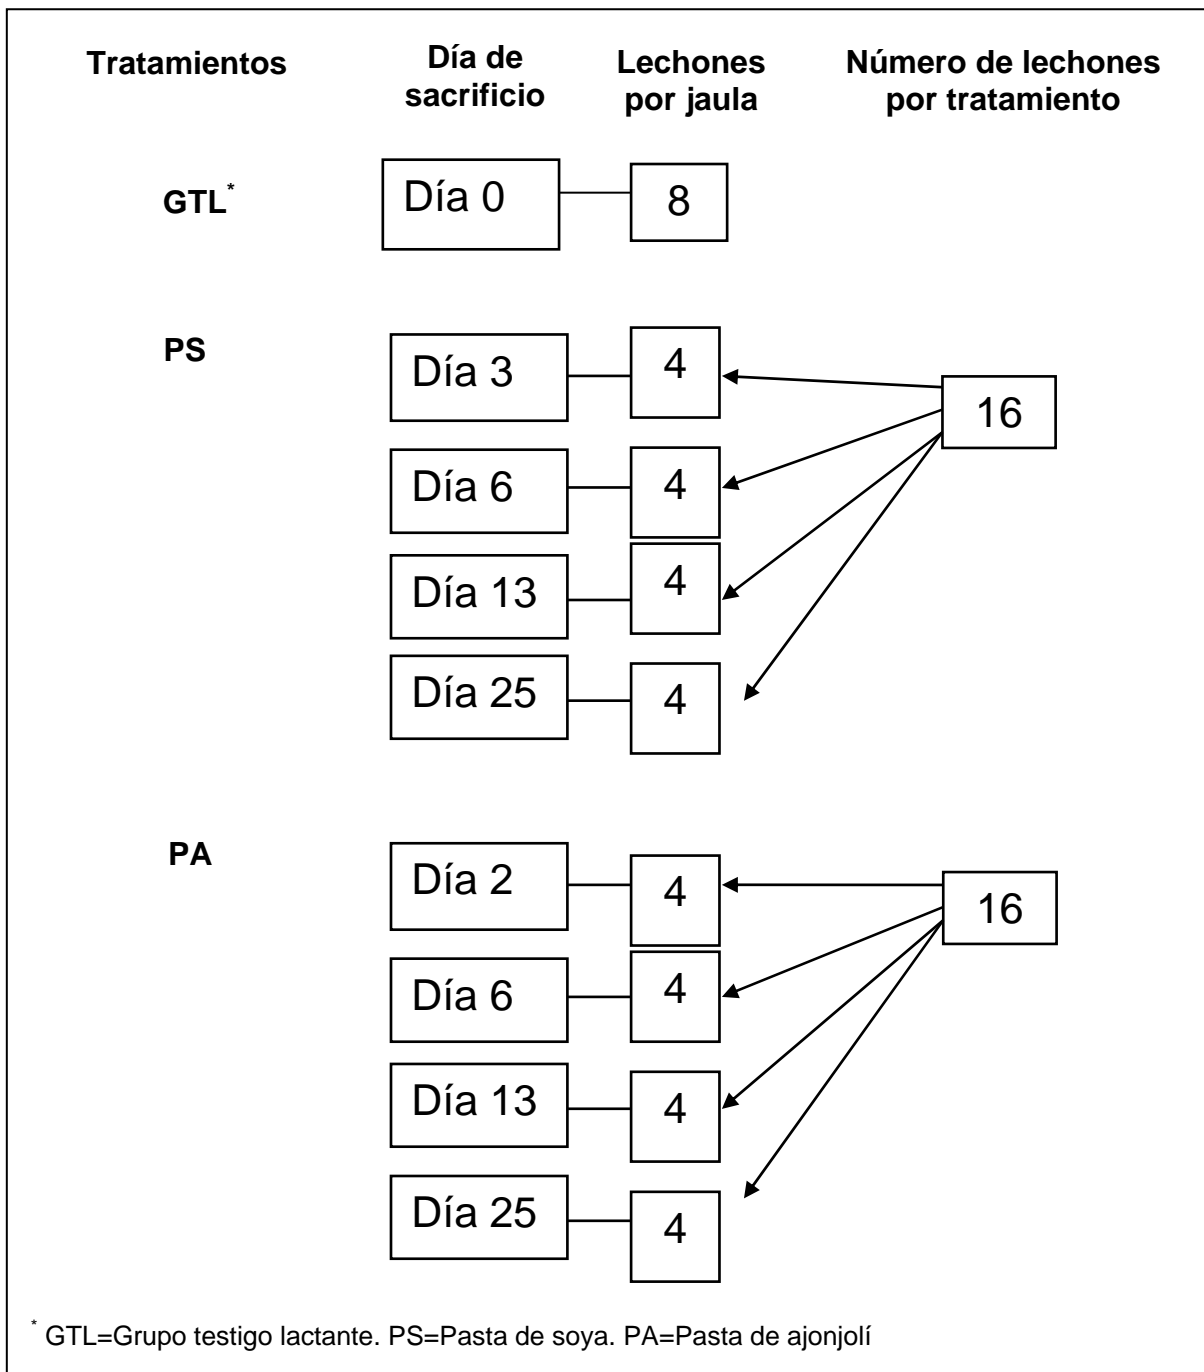 Tratamientos
Día de
sacrificio
Lechones
por jaula
Número de lechones
por tratamiento
GTL*
Día 0
8
PS
Día 3
4
16
Día 6
4
Día 13
4
Día 25
4
PA
Día 2
4
16
Día 6
4
Día 13
4
Día 25
4
* GTL=Grupo testigo lactante. PS=Pasta de soya. PA=Pasta de ajonjolí